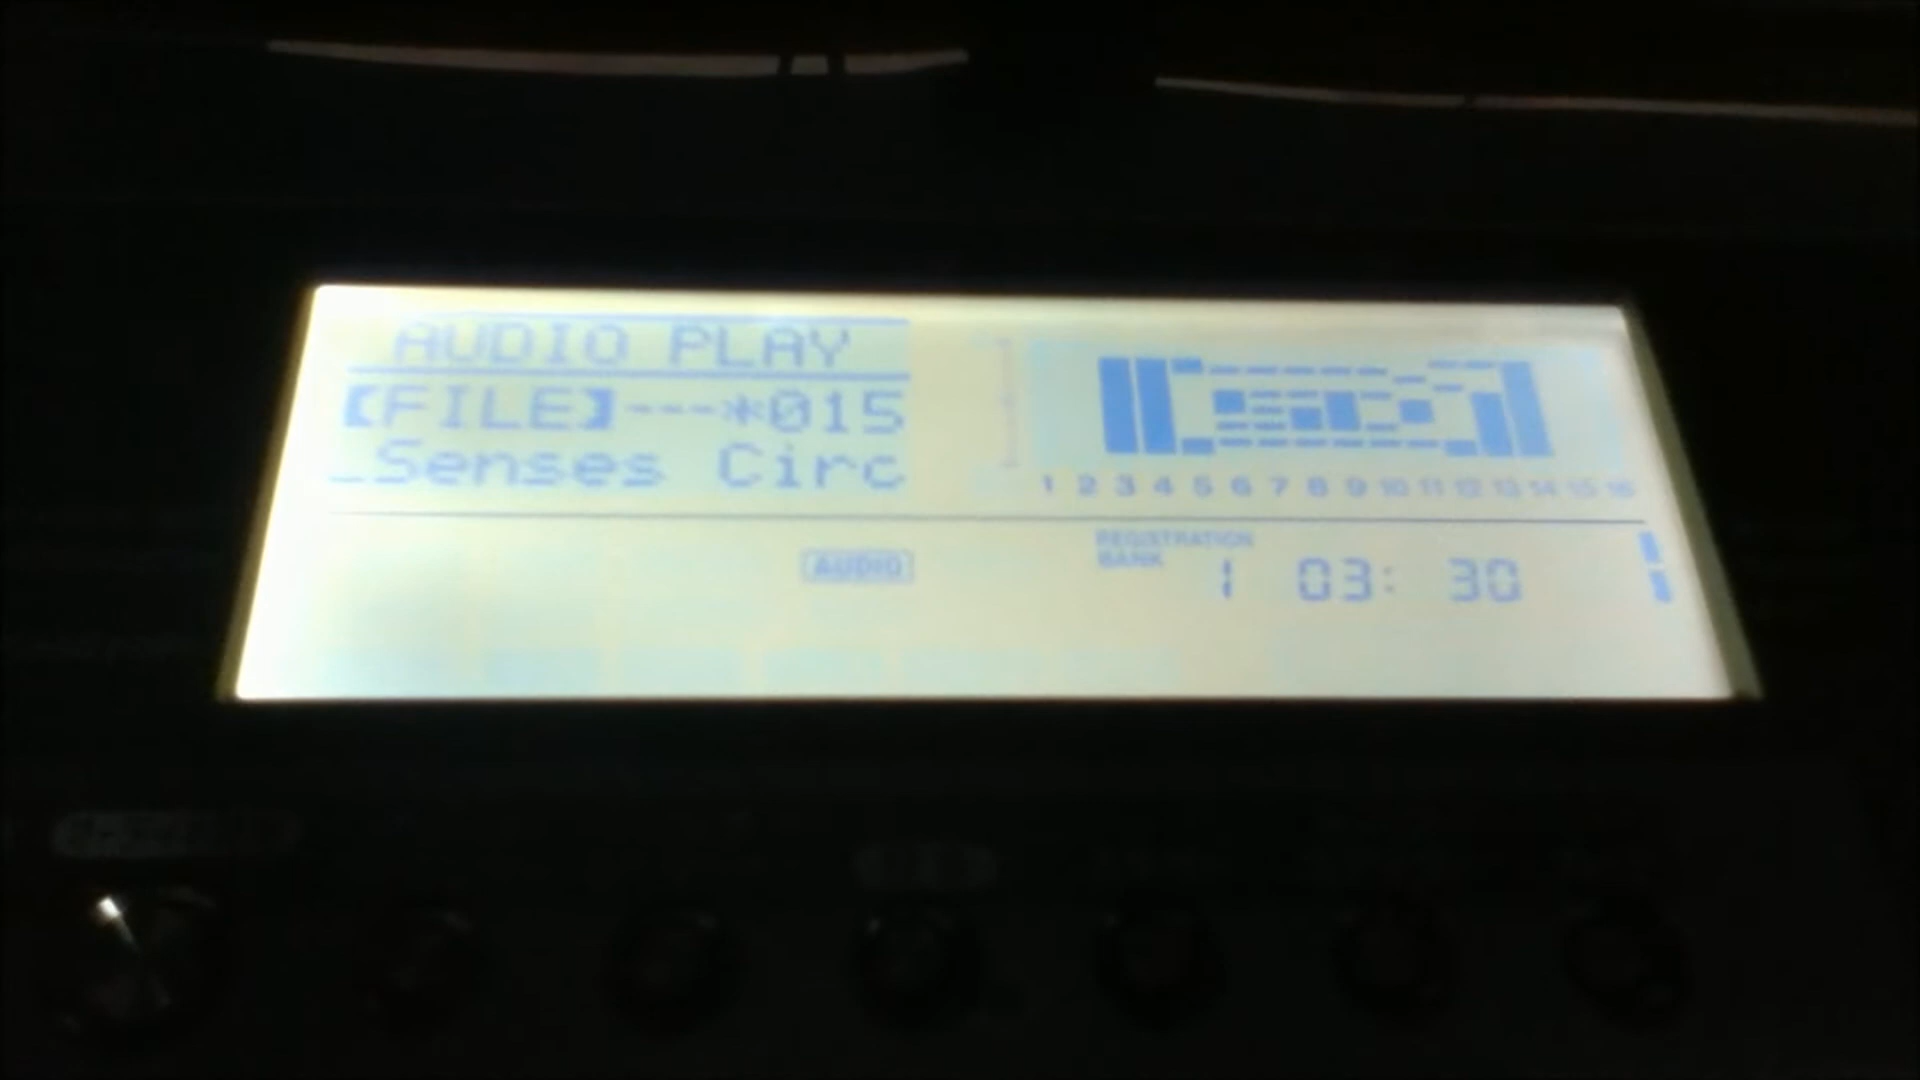 AUDIO PLAY
【FILE】---*015
_Senses Circ
1 2 3 4 5 6 7 8 9 10 11 12 13 14 15 16
AUDIO
REGISTRATION
BANK
1 03: 30